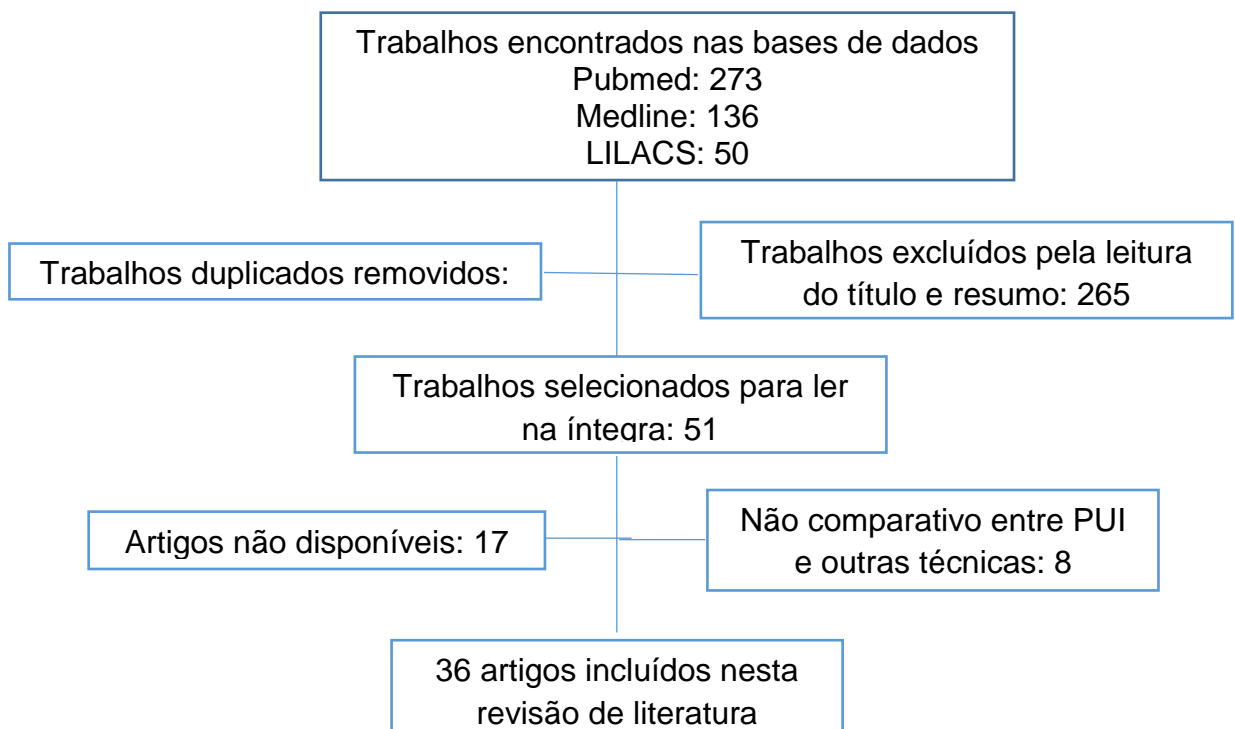 Trabalhos encontrados nas bases de dados
Pubmed: 273
Medline: 136
LILACS: 50
Trabalhos duplicados removidos:
Trabalhos excluídos pela leitura
do título e resumo: 265
Trabalhos selecionados para ler
na íntegra: 51
Artigos não disponíveis: 17
Não comparativo entre PUI
e outras técnicas: 8
36 artigos incluídos nesta
revisão de literatura